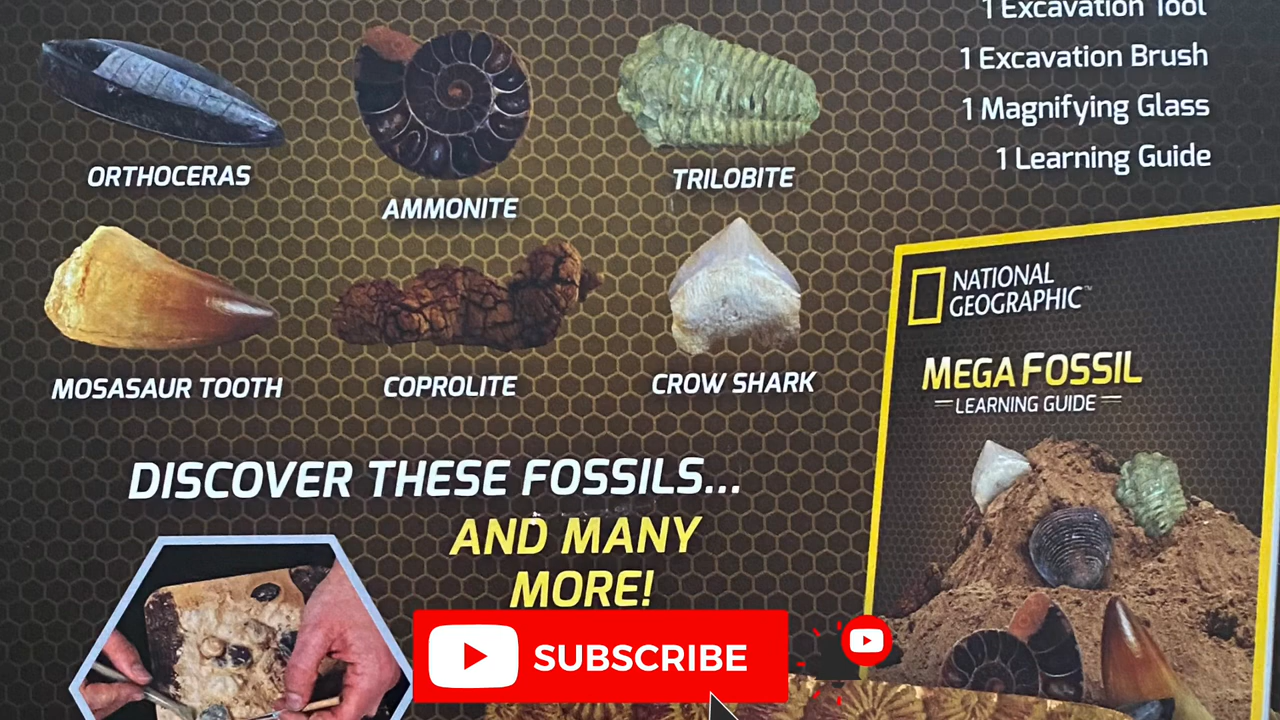 1 Excavation Tool
1 Excavation Brush
1 Magnifying Glass
1 Learning Guide
ORTHOCERAS
AMMONITE
TRILOBITE
MOSASAUR TOOTH
COPROLITE
CROW SHARK
DISCOVER THESE FOSSILS...
AND MANY
MORE!
NATIONAL
GEOGRAPHIC™
MEGA FOSSIL
LEARNING GUIDE
SUBSCRIBE